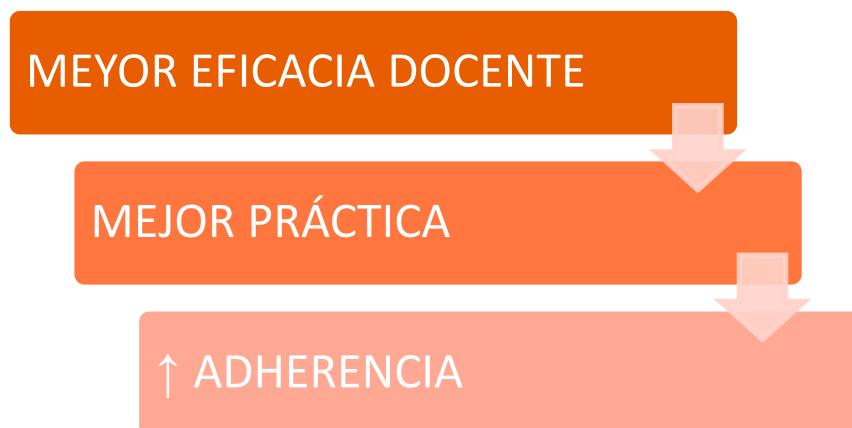 MEYOR EFICACIA DOCENTE
MEJOR PRÁCTICA
↑ ADHERENCIA